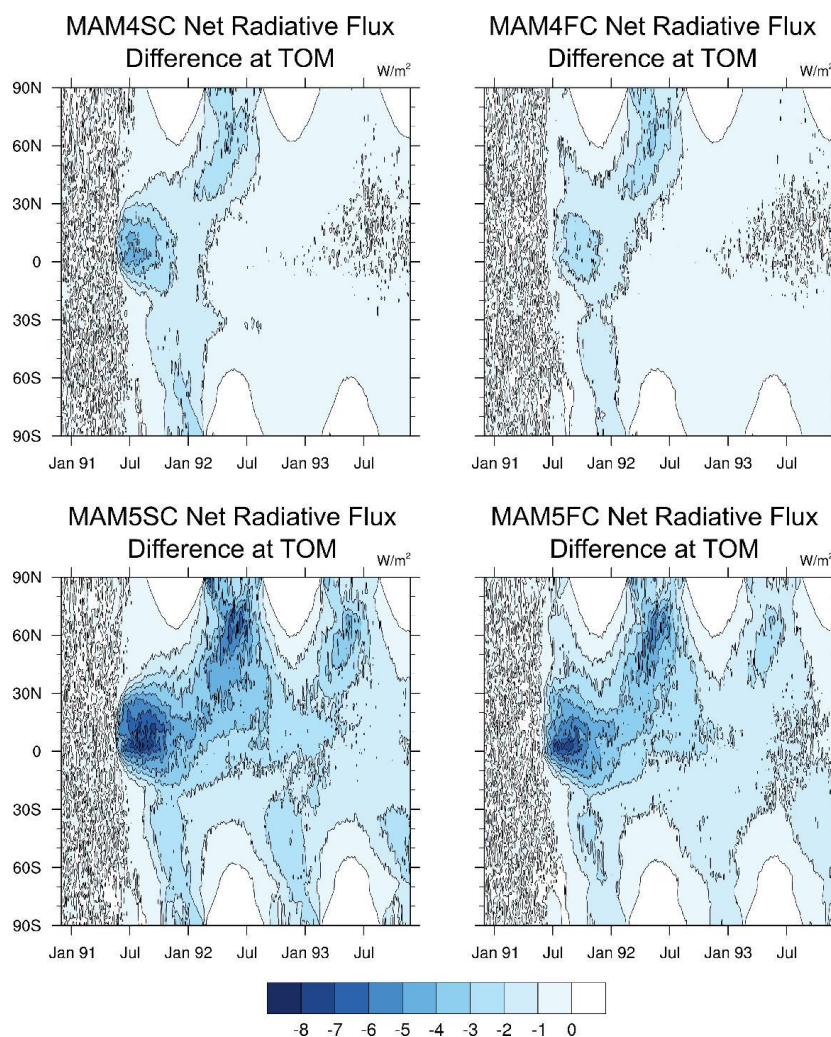 MAM4SC Net Radiative Flux
Difference at TOM
W/m²
90N
60N
30N
0
30S
60S
90S
Jan 91 Jul Jan 92 Jul Jan 93 Jul
MAM4FC Net Radiative Flux
Difference at TOM
W/m²
Jan 91 Jul Jan 92 Jul Jan 93 Jul
MAM5SC Net Radiative Flux
Difference at TOM
W/m²
90N
60N
30N
0
30S
60S
90S
Jan 91 Jul Jan 92 Jul Jan 93 Jul
MAM5FC Net Radiative Flux
Difference at TOM
W/m²
Jan 91 Jul Jan 92 Jul Jan 93 Jul
-8 -7 -6 -5 -4 -3 -2 -1 0